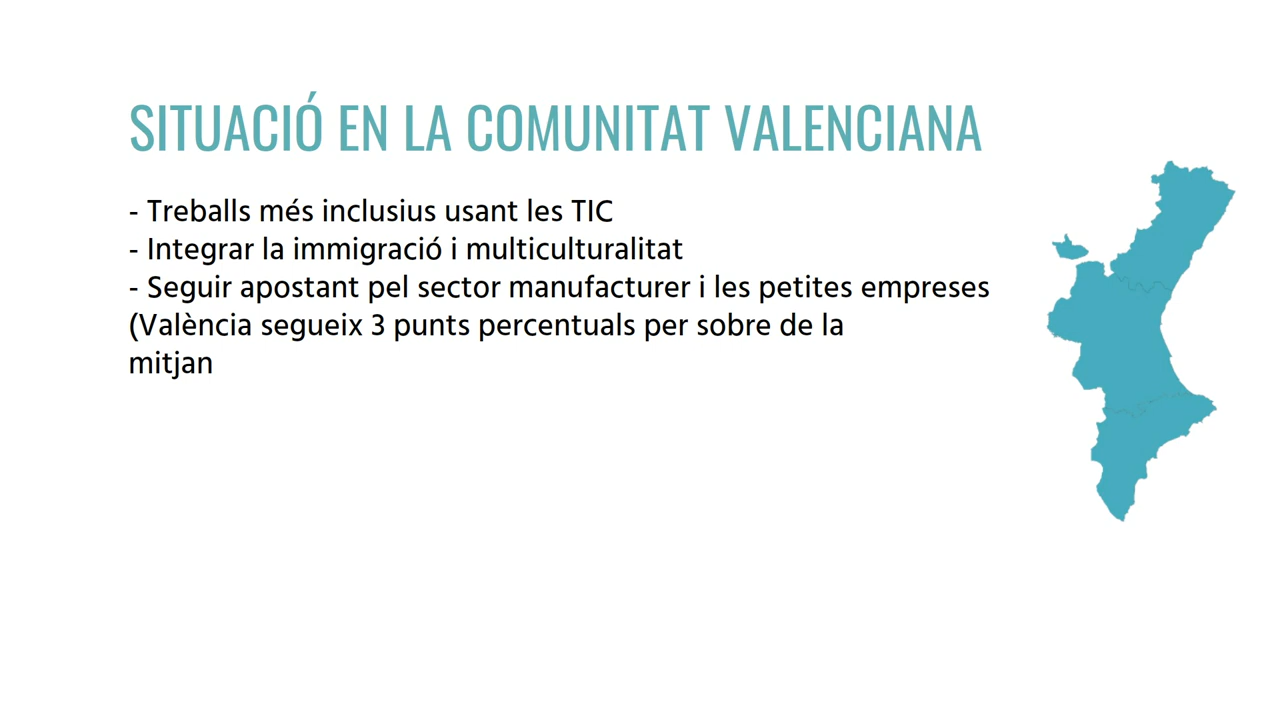 SITUACIÓ EN LA COMUNITAT VALENCIANA
- Treballs més inclusius usant les TIC
- Integrar la immigració i multiculturalitat
- Seguir apostant pel sector manufacturer i les petites empreses
(València segueix 3 punts percentuals per sobre de la
mitjan